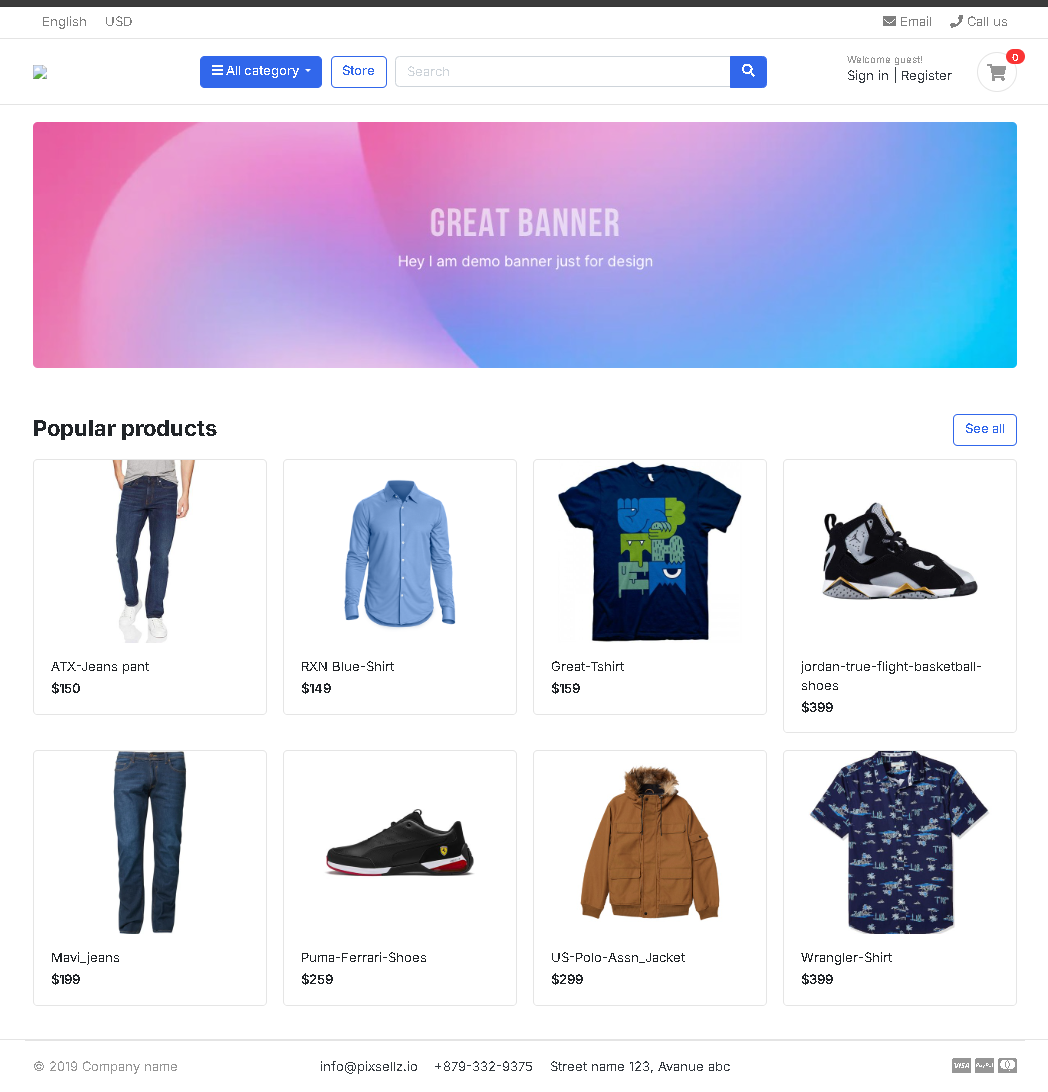 English USD Email Call us
All category Store Search Welcome guest!
Sign in | Register 0
GREAT BANNER
Hey I am demo banner just for design
Popular products See all
ATX-Jeans pant
$150
RXN Blue-Shirt
$149
Great-Tshirt
$159
jordan-true-flight-basketball-
shoes
$399
Mavi_jeans
$199
Puma-Ferrari-Shoes
$259
US-Polo-Assn_Jacket
$299
Wrangler-Shirt
$399
© 2019 Company name info@pixsellz.io +879-332-9375 Street name 123, Avanue abc VISA PayPal